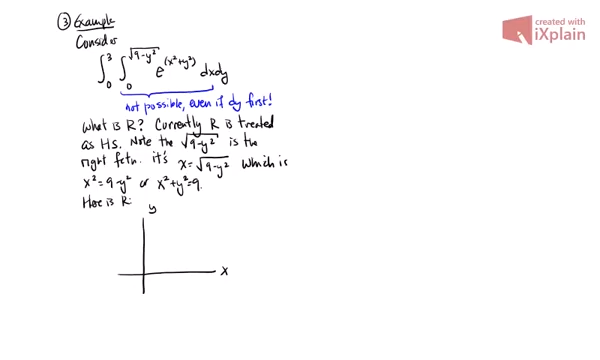 ③ Example
Consider
∫₀³ ∫₀^√(9-y²) e^(x²+y²) dxdy
not possible, even if dy first!
What is R? Currently R is treated
as HS. Note the √(9-y²) is the
right fctn. it's x=√(9-y²) which is
x²=9-y² or x²+y²=9.
Here is R:
y
x
created with
iXplain